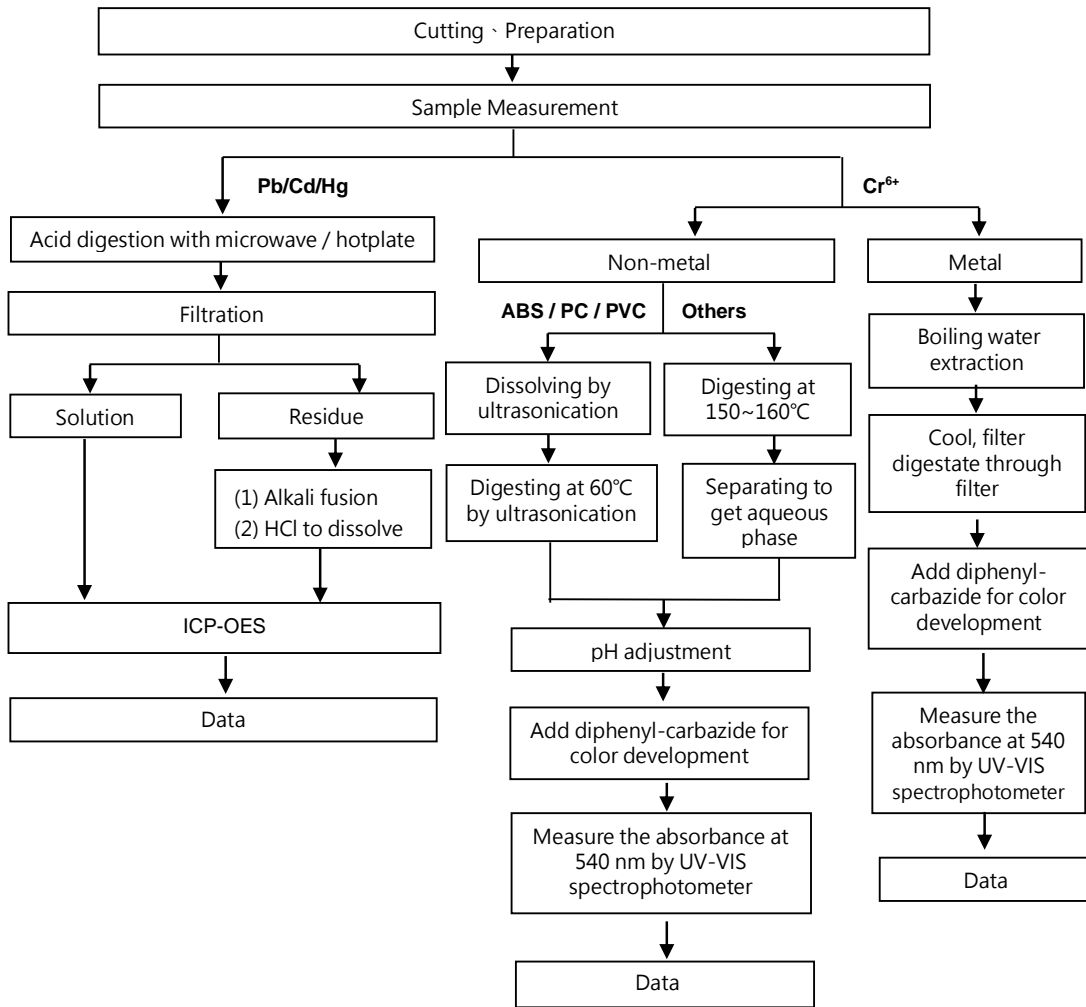 Cutting、Preparation
Sample Measurement
Pb/Cd/Hg
Cr6+
Acid digestion with microwave / hotplate
Filtration
Solution
Residue
(1) Alkali fusion
(2) HCl to dissolve
ICP-OES
Data
Non-metal
ABS / PC / PVC
Others
Dissolving by
ultrasonication
Digesting at 60℃
by ultrasonication
Digesting at
150~160℃
Separating to
get aqueous
phase
pH adjustment
Add diphenyl-carbazide for
color development
Measure the absorbance at
540 nm by UV-VIS
spectrophotometer
Data
Metal
Boiling water
extraction
Cool, filter
digestate through
filter
Add diphenyl-
carbazide for color
development
Measure the
absorbance at 540
nm by UV-VIS
spectrophotometer
Data